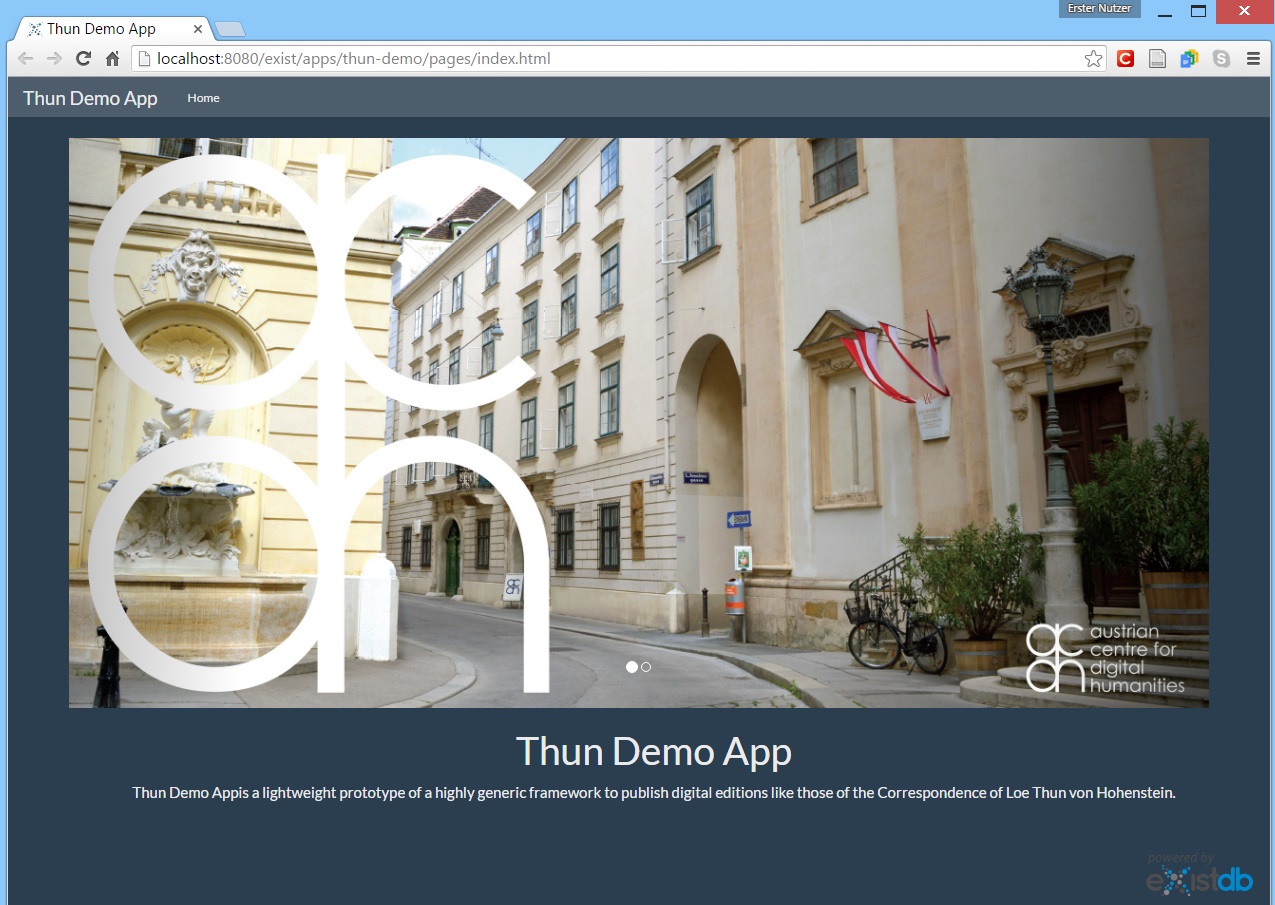 Erster Nutzer
Thun Demo App
localhost:8080/exist/apps/thun-demo/pages/index.html
Thun Demo App Home
austrian
centre for
digital
humanities
Thun Demo App
Thun Demo Appis a lightweight prototype of a highly generic framework to publish digital editions like those of the Correspondence of Loe Thun von Hohenstein.
powered by
existdb